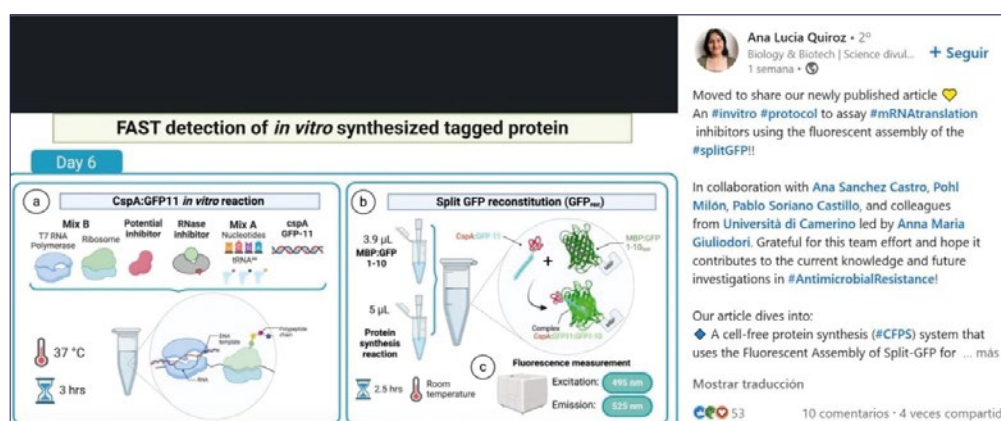 FAST detection of in vitro synthesized tagged protein
Day 6
a
CspA:GFP11 in vitro reaction
Mix B
T7 RNA
Polymerase
Ribosome
Potential
inhibitor
RNase
inhibitor
Mix A
Nucleotides
cspA
GFP-11
37 °C
3 hrs
DNA
template
RNA
Polypeptide
chain
b
Split GFP reconstitution (GFPrec)
3.9 µL
MBP:GFP
1-10
5 µL
Protein
synthesis
reaction
2.5 hrs
Room
temperature
CspA:GFP-11
+
MBP:GFP
Complex
c
Fluorescence measurement
Excitation:
495 nm
Emission:
525 nm
Ana Lucia Quiroz • 2º
Biology & Biotech | Science divul...
1 semana •
+ Seguir
Moved to share our newly published article
An #invitro #protocol to assay #mRNAtranslation
inhibitors using the fluorescent assembly of the
#splitGFP!!
In collaboration with Ana Sanchez Castro, Pohl
Milón, Pablo Soriano Castillo, and colleagues
from Università di Camerino led by Anna Maria
Giuliodori. Grateful for this team effort and hope it
contributes to the current knowledge and future
investigations in #AntimicrobialResistance!
Our article dives into:
A cell-free protein synthesis (#CFPS) system that
uses the Fluorescent Assembly of Split-GFP for ... más
Mostrar traducción
53
10 comentarios · 4 veces compartid